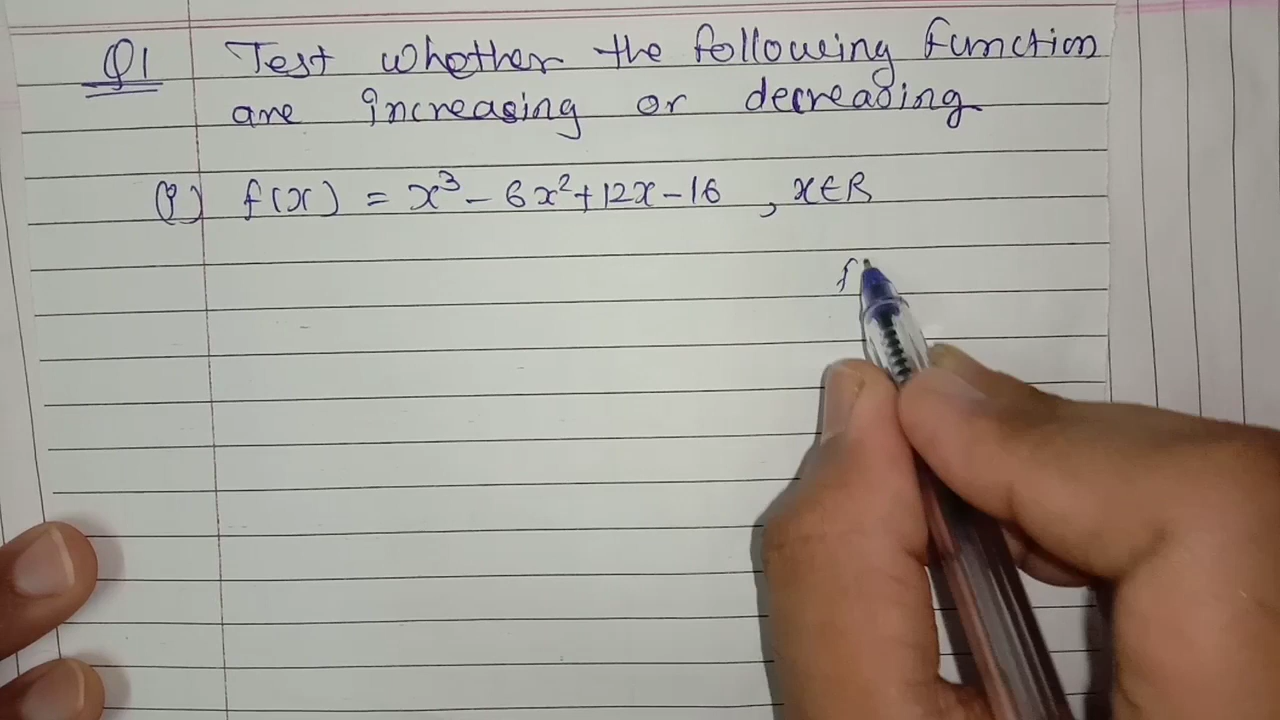 Q1 Test whether the following function
are increasing or decreasing
(i) f(x) = x³ - 6x² + 12x - 16 , x∈R
f